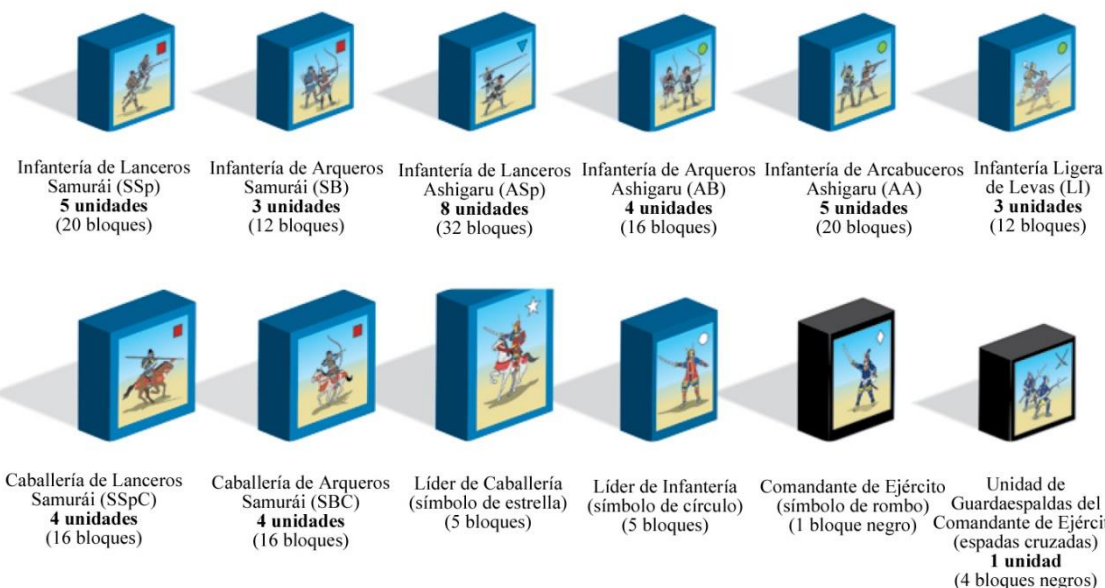 Infantería de Lanceros
Samurái (SSp)
5 unidades
(20 bloques)
Infantería de Arqueros
Samurái (SB)
3 unidades
(12 bloques)
Infantería de Lanceros
Ashigaru (ASp)
8 unidades
(32 bloques)
Infantería de Arqueros
Ashigaru (AB)
4 unidades
(16 bloques)
Infantería de Arcabuceros
Ashigaru (AA)
5 unidades
(20 bloques)
Infantería Ligera
de Levas (LI)
3 unidades
(12 bloques)
Caballería de Lanceros
Samurái (SSpC)
4 unidades
(16 bloques)
Caballería de Arqueros
Samurái (SBC)
4 unidades
(16 bloques)
Líder de Caballería
(símbolo de estrella)
(5 bloques)
Líder de Infantería
(símbolo de círculo)
(5 bloques)
Comandante de Ejército
(símbolo de rombo)
(1 bloque negro)
Unidad de
Guardaespaldas del
Comandante de Ejércit
(espadas cruzadas)
1 unidad
(4 bloques negros)